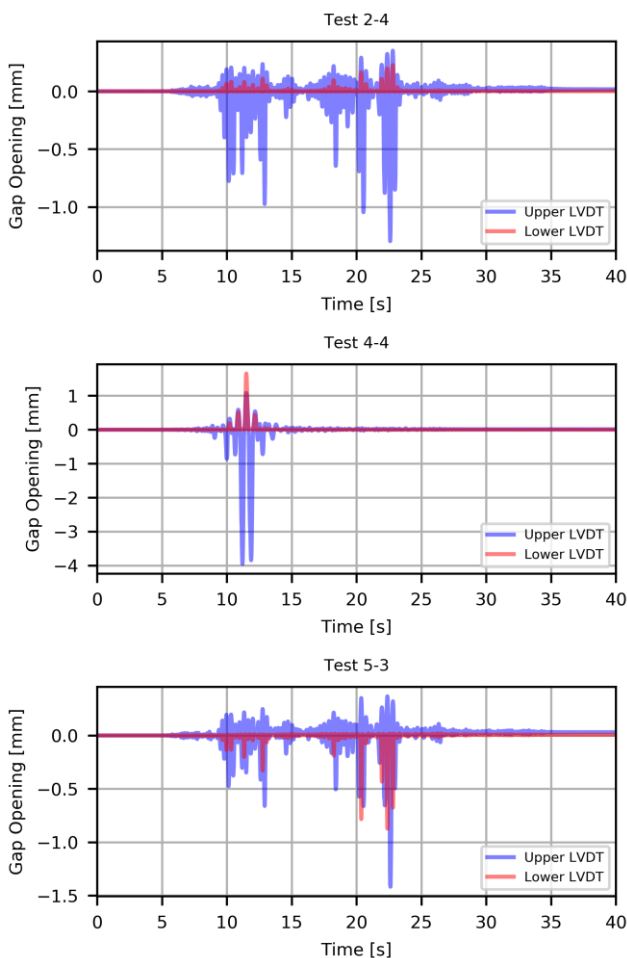 Test 2-4
Gap Opening [mm]
0.0
−0.5
−1.0
Upper LVDT
Lower LVDT
0 5 10 15 20 25 30 35 40
Time [s]
Test 4-4
Gap Opening [mm]
1
0
−1
−2
−3
−4
Upper LVDT
Lower LVDT
0 5 10 15 20 25 30 35 40
Time [s]
Test 5-3
Gap Opening [mm]
0.0
−0.5
−1.0
−1.5
Upper LVDT
Lower LVDT
0 5 10 15 20 25 30 35 40
Time [s]